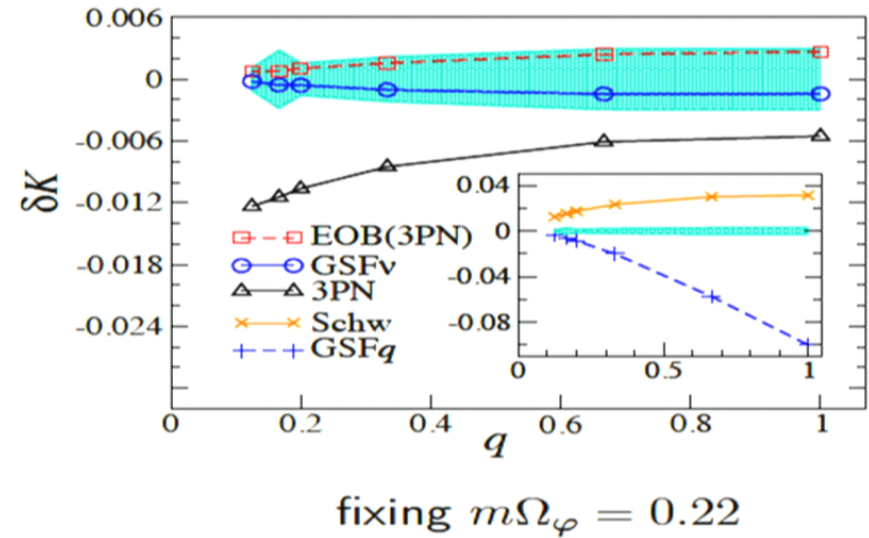 0.006
0
-0.006
-0.012
-0.018
-0.024
δK
EOB(3PN)
GSFν
3PN
Schw
GSFq
0.04
0
-0.04
-0.08
0 0.5 1
0 0.2 0.4 0.6 0.8 1
q
fixing mΩφ = 0.22